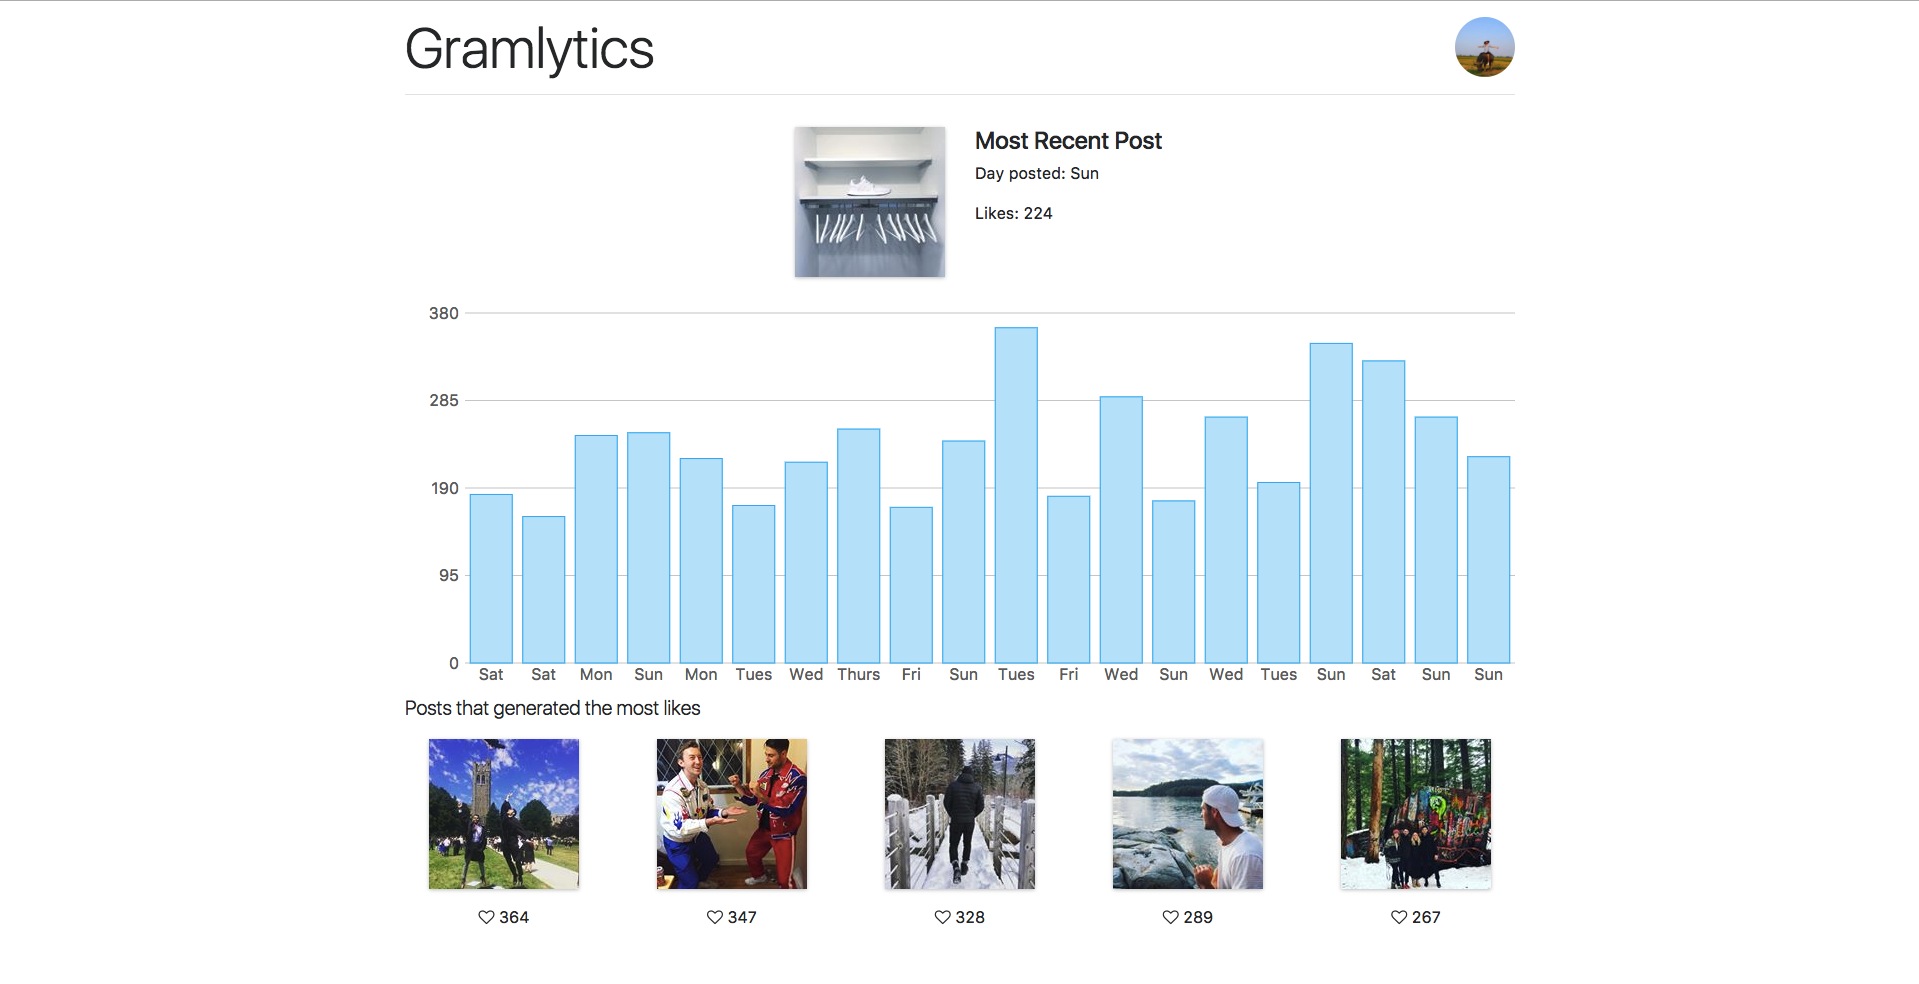 Gramlytics
Most Recent Post
Day posted: Sun
Likes: 224
380
285
190
95
0
Sat Sat Mon Sun Mon Tues Wed Thurs Fri Sun Tues Fri Wed Sun Wed Tues Sun Sat Sun Sun
Posts that generated the most likes
364 347 328 289 267